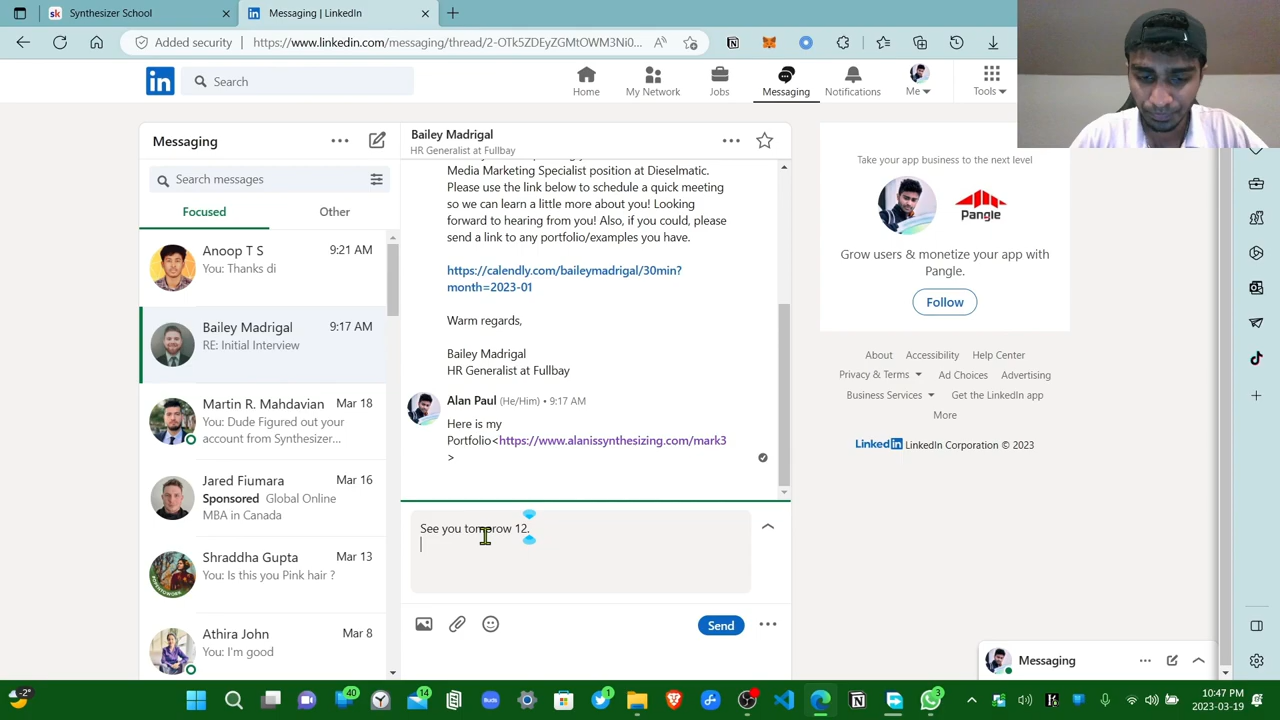 Synthesizer School
Messaging | LinkedIn
Added security
https://www.linkedin.com/messaging/thread/2-OTk5ZDEyZGMtOWM3Ni0...
in
Search
Home
My Network
Jobs
Messaging
Notifications
Me
Tools
Messaging
Search messages
Focused
Other
Anoop T S
9:21 AM
You: Thanks di
Bailey Madrigal
9:17 AM
RE: Initial Interview
Martin R. Mahdavian
Mar 18
You: Dude Figured out your
account from Synthesizer...
Jared Fiumara
Mar 16
Sponsored Global Online
MBA in Canada
Shraddha Gupta
Mar 13
You: Is this you Pink hair ?
Athira John
Mar 8
You: I'm good
Bailey Madrigal
HR Generalist at Fullbay
Media Marketing Specialist position at Dieselmatic.
Please use the link below to schedule a quick meeting
so we can learn a little more about you! Looking
forward to hearing from you! Also, if you could, please
send a link to any portfolio/examples you have.
https://calendly.com/baileymadrigal/30min?
month=2023-01
Warm regards,
Bailey Madrigal
HR Generalist at Fullbay
Alan Paul (He/Him) • 9:17 AM
Here is my
Portfolio<https://www.alanissynthesizing.com/mark3
>
See you tomorrow 12.
Send
Take your app business to the next level
Pangle
Grow users & monetize your app with
Pangle.
Follow
About Accessibility Help Center
Privacy & Terms Ad Choices Advertising
Business Services Get the LinkedIn app
More
LinkedIn LinkedIn Corporation © 2023
Messaging
-2°
40
14
1
3
10:47 PM
2023-03-19